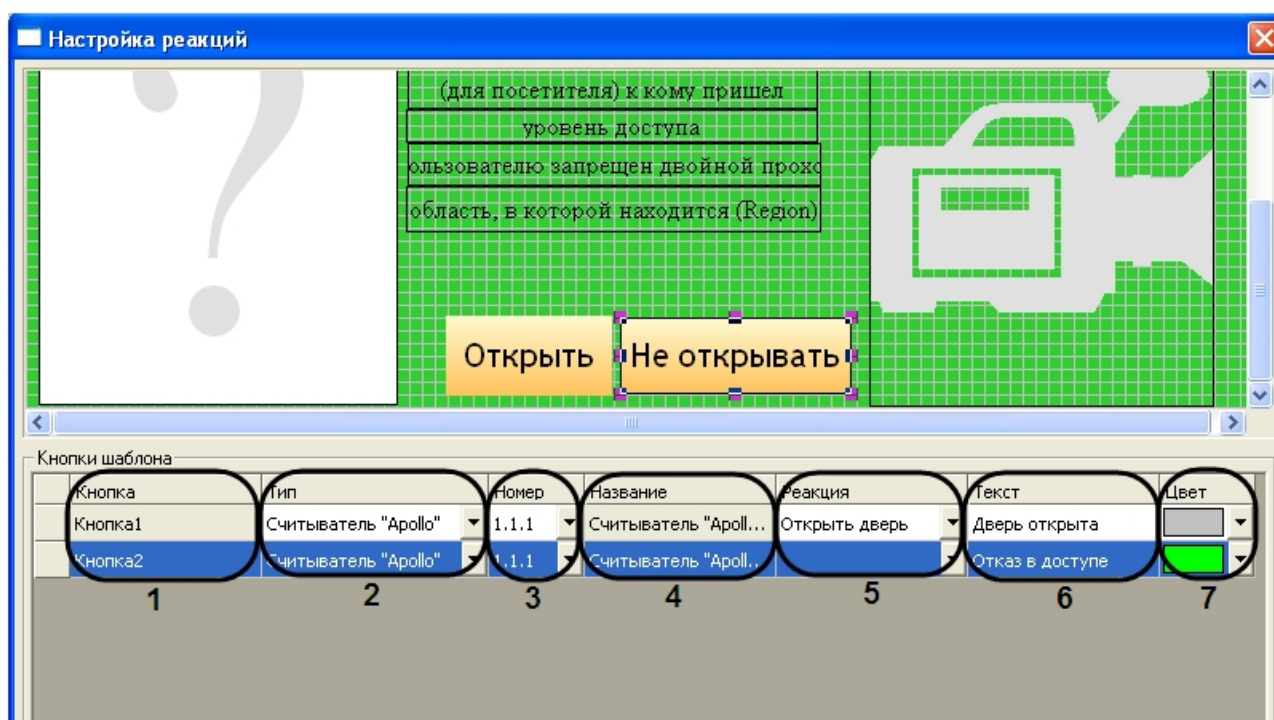 Настройка реакций
(для посетителя) к кому пришел
уровень доступа
ользователю запрещен двойной прохо
область, в которой находится (Region)
Открыть Не открывать
Кнопки шаблона
Кнопка Тип Номер Название Реакция Текст Цвет
Кнопка1 Считыватель "Apollo" 1.1.1 Считыватель "Apoll... Открыть дверь Дверь открыта
Кнопка2 Считыватель "Apollo" 1.1.1 Считыватель "Apoll... Отказ в доступе
1 2 3 4 5 6 7